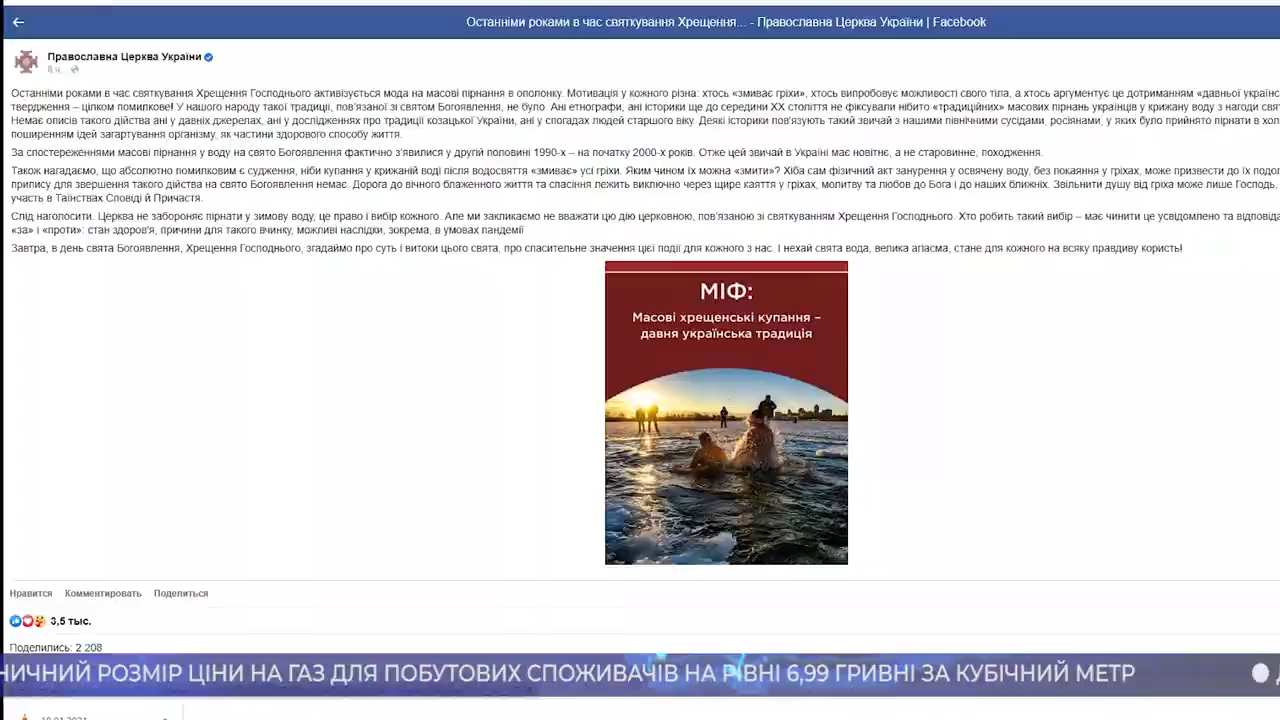 Останніми роками в час святкування Хрещення... - Православна Церква України | Facebook
Православна Церква України
8 ч.
Останніми роками в час святкування Хрещення Господнього активізується мода на масові пірнання в ополонку. Мотивація у кожного різна: хтось «змиває гріхи», хтось випробовує можливості свого тіла, а хтось аргументує це дотриманням «давньої українс
твердження – цілком помилкове! У нашого народу такої традиції, пов'язаної зі святом Богоявлення, не було Ані етнографи, ані історики ще до середини ХХ століття не фіксували нібито «традиційних» масових пірнань українців у крижану воду з нагоди свя
Немає описів такого дійства ані у давніх джерелах, ані у дослідженнях про традиції козацької України, ані у спогадах людей старшого віку. Деякі історики пов'язують такий звичай з нашими північними сусідами, росіянами, у яких було прийнято пірнати в хол
поширенням ідей загартування організму, як частини здорового способу життя.
За спостереженнями масові пірнання у воду на свято Богоявлення фактично з'явилися у другій половині 1990-х – на початку 2000-х років. Отже цей звичай в Україні має новітнє, а не старовинне, походження.
Також нагадаємо, що абсолютно помилковим є судження, ніби купання у крижаній воді після водосвяття «змиває» усі гріхи. Яким чином їх можна «змити»? Хіба сам фізичний акт занурення у освячену воду, без покаяння у гріхах, може призвести до їх подол
припису для звершення такого дійства на свято Богоявлення немає. Дорога до вічного блаженного життя та спасіння лежить виключно через щире каяття у гріхах, молитву та любов до Бога і до наших ближніх. Звільнити душу від гріха може лише Господь,
участь в Таїнствах Сповіді й Причастя.
Слід наголосити. Церква не забороняє пірнати у зимову воду, це право і вибір кожного. Але ми закликаємо не вважати цю дію церковною, пов'язаною зі святкуванням Хрещення Господнього. Хто робить такий вибір – має чинити це усвідомлено та відповіда
«за» і «проти»: стан здоров'я, причини для такого вчинку, можливі наслідки, зокрема, в умовах пандемії
Завтра, в день свята Богоявлення, Хрещення Господнього, згадаймо про суть і витоки цього свята, про спасительне значення цієї події для кожного з нас. І нехай свята вода, велика агіасма, стане для кожного на всяку правдиву користь!
МІФ:
Масові хрещенські купання –
давня українська традиція
Нравится Комментировать Поделиться
3,5 тыс.
Поделились: 2 208
НИЧНИЙ РОЗМІР ЦІНИ НА ГАЗ ДЛЯ ПОБУТОВИХ СПОЖИВАЧІВ НА РІВНІ 6,99 ГРИВНІ ЗА КУБІЧНИЙ МЕТР